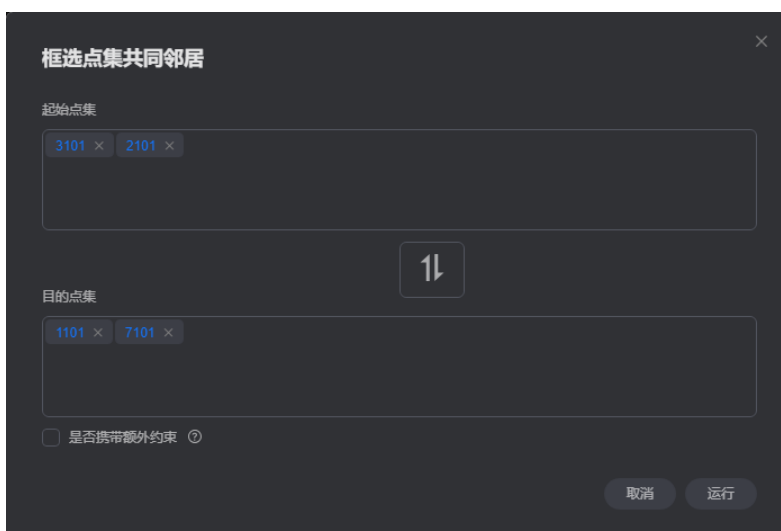 框选点集共同邻居
起始点集
3101 × 2101 ×
目的点集
1101 × 7101 ×
是否携带额外约束
取消 运行